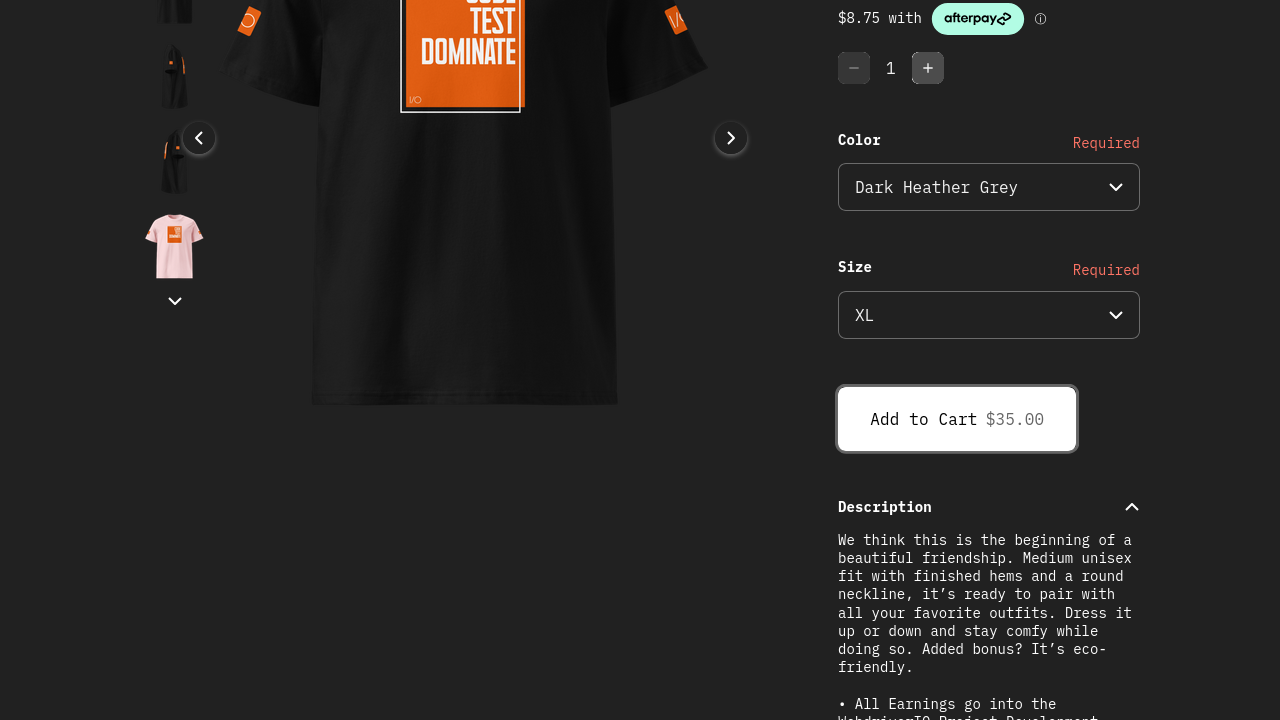 TEST
DOMINATE
I/O
$8.75 with afterpay
1
Color
Required
Dark Heather Grey
Size
Required
XL
Add to Cart $35.00
Description
We think this is the beginning of a
beautiful friendship. Medium unisex
fit with finished hems and a round
neckline, it’s ready to pair with
all your favorite outfits. Dress it
up or down and stay comfy while
doing so. Added bonus? It’s eco-
friendly.
• All Earnings go into the